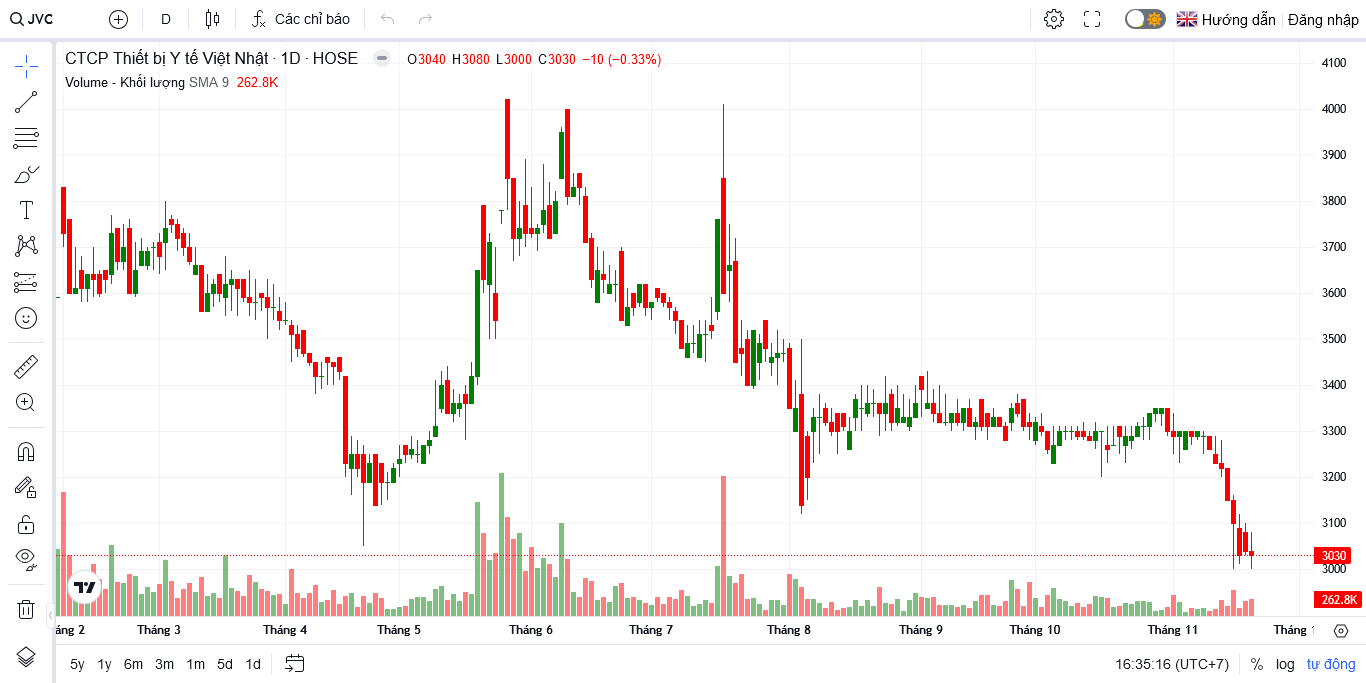 JVC D Các chỉ báo Hướng dẫn Đăng nhập
CTCP Thiết bị Y tế Việt Nhật · 1D · HOSE O3040 H3080 L3000 C3030 −10 (−0.33%)
Volume - Khối lượng SMA 9 262.8K
4100
4000
3900
3800
3700
3600
3500
3400
3300
3200
3100
3030
3000
262.8K
áng 2 Tháng 3 Tháng 4 Tháng 5 Tháng 6 Tháng 7 Tháng 8 Tháng 9 Tháng 10 Tháng 11 Tháng 1
5y 1y 6m 3m 1m 5d 1d 16:35:16 (UTC+7) % log tự động